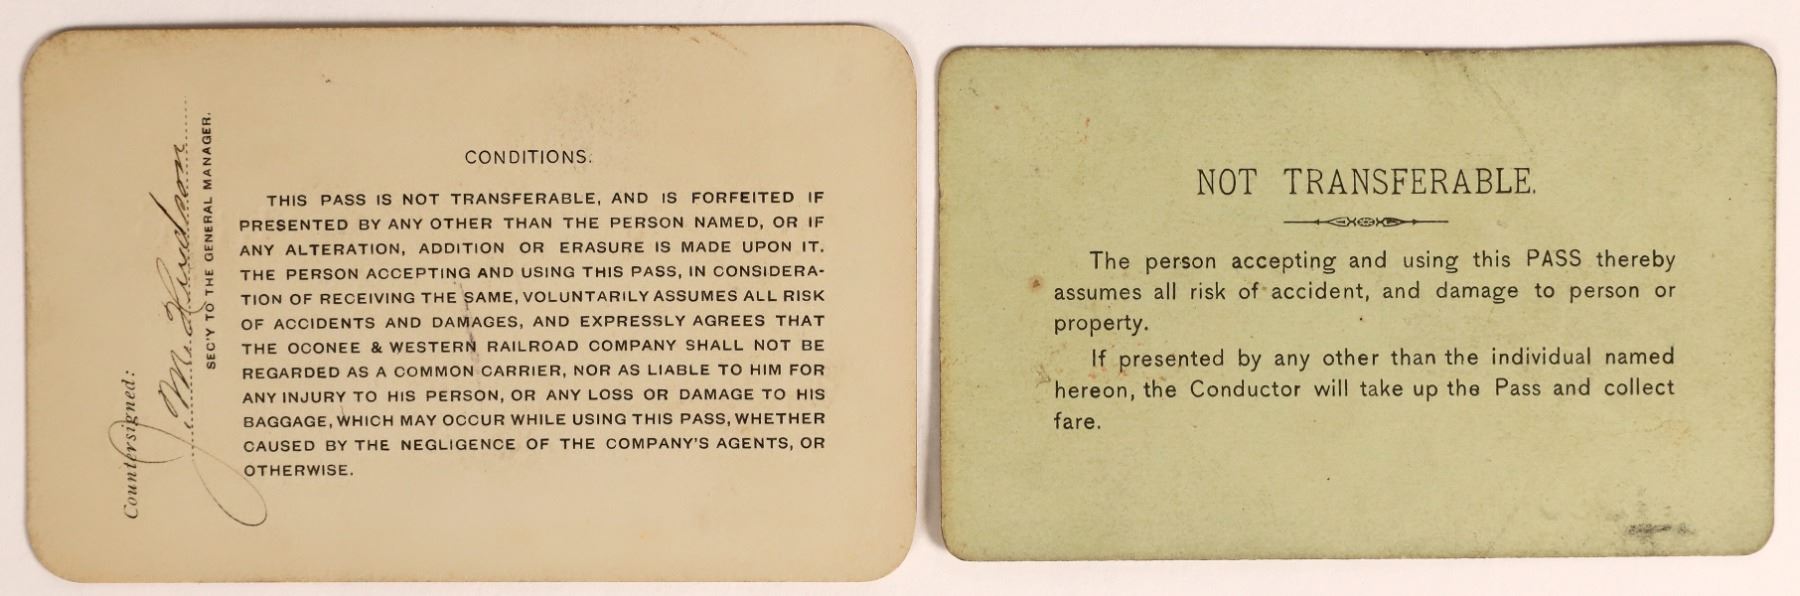 Countersigned:
SEC'Y TO THE GENERAL MANAGER.
CONDITIONS.
THIS PASS IS NOT TRANSFERABLE, AND IS FORFEITED IF
PRESENTED BY ANY OTHER THAN THE PERSON NAMED, OR IF
ANY ALTERATION, ADDITION OR ERASURE IS MADE UPON IT.
THE PERSON ACCEPTING AND USING THIS PASS, IN CONSIDERA-
TION OF RECEIVING THE SAME, VOLUNTARILY ASSUMES ALL RISK
OF ACCIDENTS AND DAMAGES, AND EXPRESSLY AGREES THAT
THE OCONEE & WESTERN RAILROAD COMPANY SHALL NOT BE
REGARDED AS A COMMON CARRIER, NOR AS LIABLE TO HIM FOR
ANY INJURY TO HIS PERSON, OR ANY LOSS OR DAMAGE TO HIS
BAGGAGE, WHICH MAY OCCUR WHILE USING THIS PASS, WHETHER
CAUSED BY THE NEGLIGENCE OF THE COMPANY'S AGENTS, OR
OTHERWISE.
NOT TRANSFERABLE.
The person accepting and using this PASS thereby
assumes all risk of accident, and damage to person or
property.
If presented by any other than the individual named
hereon, the Conductor will take up the Pass and collect
fare.